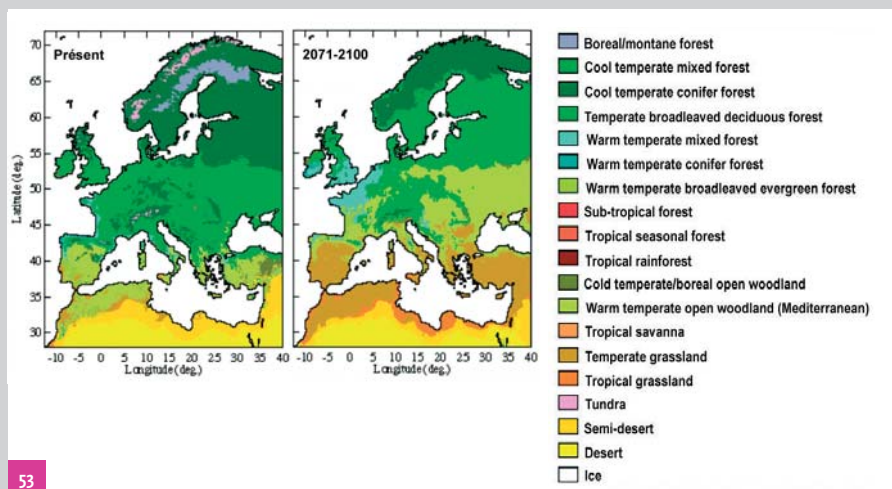 Présent
2071-2100
70
65
60
55
50
45
40
35
30
Latitude (deg.)
-10 -5 0 5 10 15 20 25 30 35 40
Longitude (deg.)
-10 -5 0 5 10 15 20 25 30 35 40
Longitude (deg.)
Boreal/montane forest
Cool temperate mixed forest
Cool temperate conifer forest
Temperate broadleaved deciduous forest
Warm temperate mixed forest
Warm temperate conifer forest
Warm temperate broadleaved evergreen forest
Sub-tropical forest
Tropical seasonal forest
Tropical rainforest
Cold temperate/boreal open woodland
Warm temperate open woodland (Mediterranean)
Tropical savanna
Temperate grassland
Tropical grassland
Tundra
Semi-desert
Desert
Ice
53